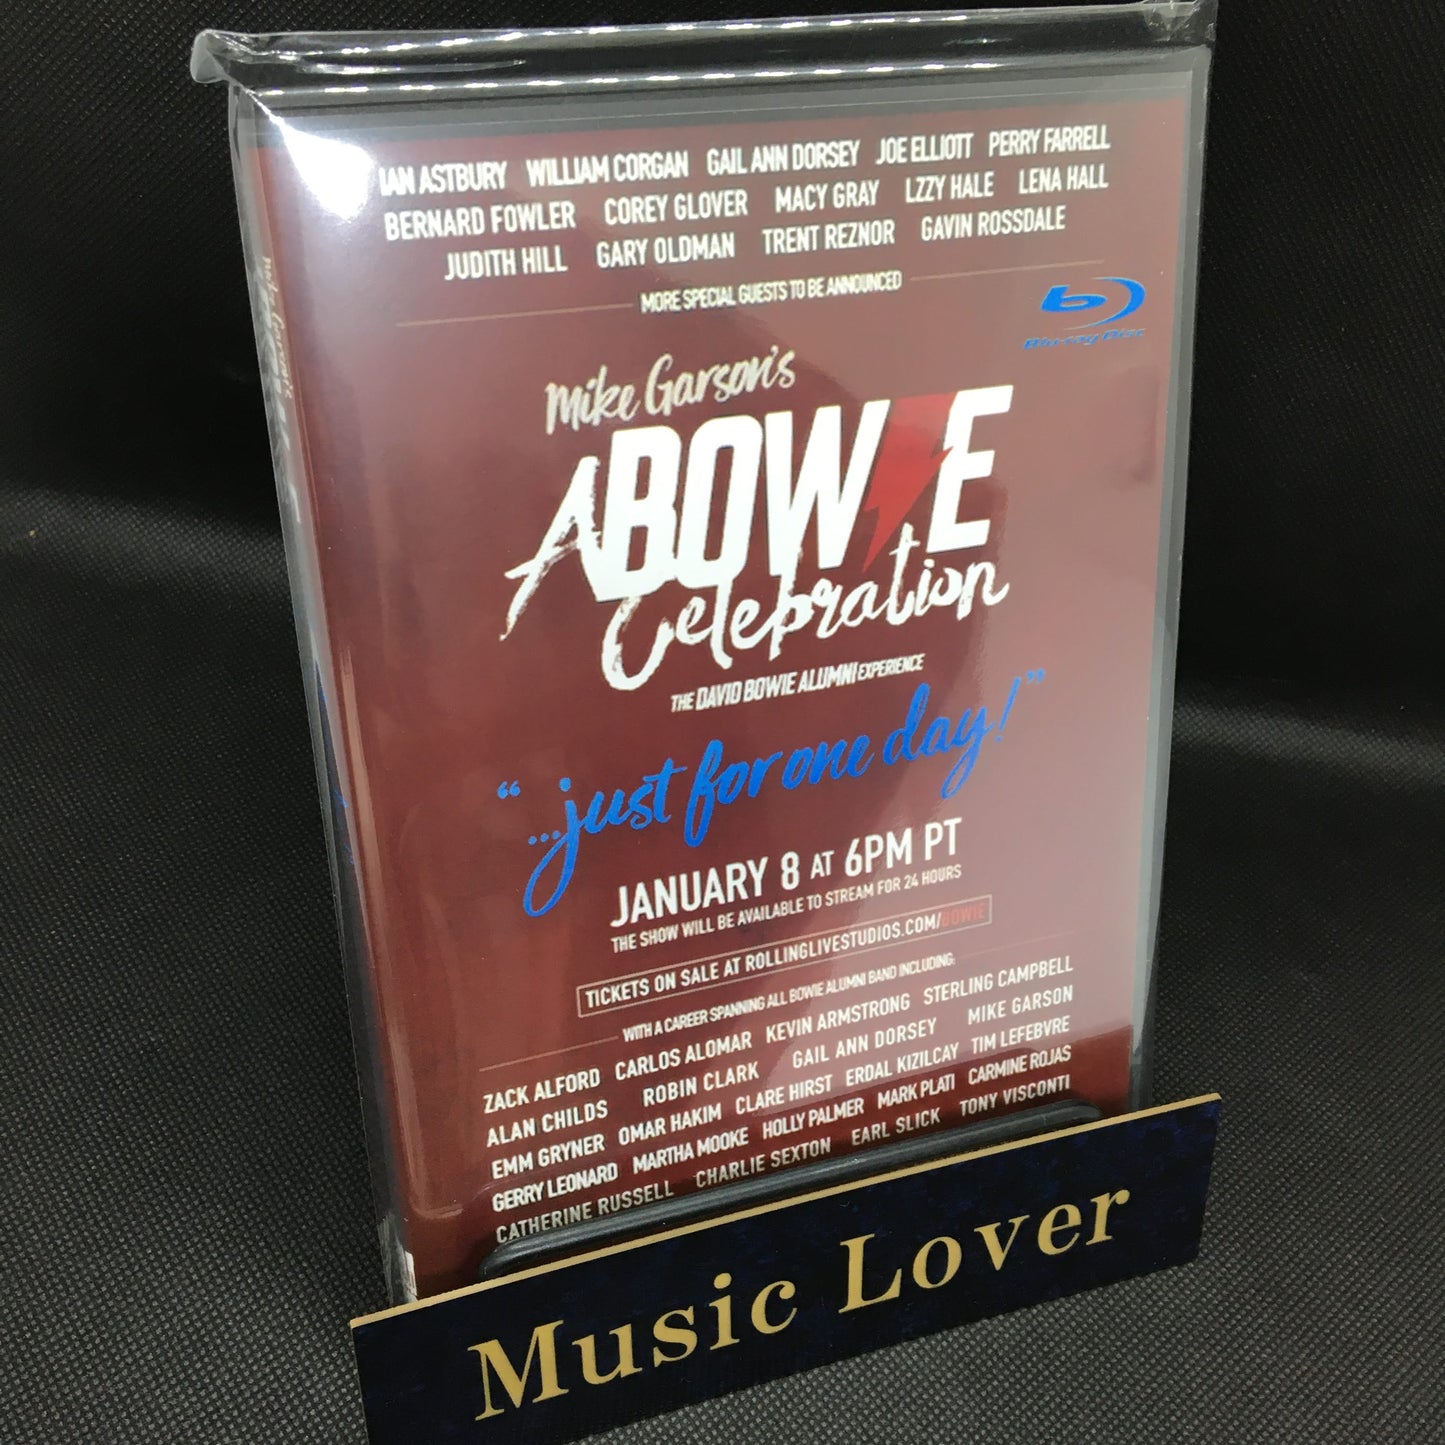 IAN ASTBURY WILLIAM CORGAN GAIL ANN DORSEY JOE ELLIOTT PERRY FARRELL
BERNARD FOWLER COREY GLOVER MACY GRAY LZZY HALE LENA HALL
JUDITH HILL GARY OLDMAN TRENT REZNOR GAVIN ROSSDALE
MORE SPECIAL GUESTS TO BE ANNOUNCED
Blu-ray Disc
Mike Garson's
A BOWIE
Celebration
THE DAVID BOWIE ALUMNI EXPERIENCE
“...just for one day!”
JANUARY 8 AT 6PM PT
THE SHOW WILL BE AVAILABLE TO STREAM FOR 24 HOURS
TICKETS ON SALE AT ROLLINGLIVESTUDIOS.COM/BOWIE
WITH A CAREER SPANNING ALL BOWIE ALUMNI BAND INCLUDING:
ZACK ALFORD CARLOS ALOMAR KEVIN ARMSTRONG STERLING CAMPBELL
ALAN CHILDS ROBIN CLARK GAIL ANN DORSEY MIKE GARSON
EMM GRYNER OMAR HAKIM CLARE HIRST ERDAL KIZILCAY TIM LEFEBVRE
GERRY LEONARD MARTHA MOOKE HOLLY PALMER MARK PLATI CARMINE ROJAS
CATHERINE RUSSELL CHARLIE SEXTON EARL SLICK TONY VISCONTI
Music Lover